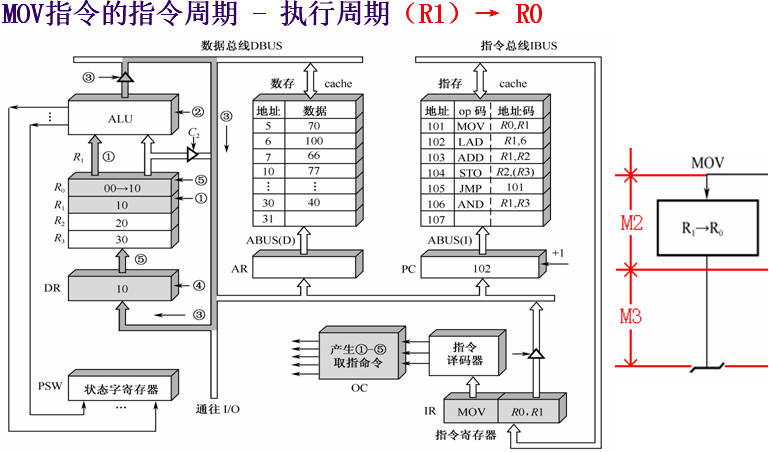 MOV指令的指令周期 – 执行周期（R1）→ R0
数据总线DBUS
指令总线IBUS
③
数存 cache
指存 cache
地址 数据
5 70
6 100
7 66
10 77
⋮ ⋮
30 40
31
地址 op 码 地址码
101 MOV R0,R1
102 LAD R1,6
103 ADD R1,R2
104 STO R2,(R3)
105 JMP 101
106 AND R1,R3
107
⋮
ALU
②
③
C2
R1 ①
R0 00→10 ⑤
R1 10 ①
R2 20
R3 30
⑤
DR 10 ④
③
ABUS(D)
ABUS(I)
AR
PC 102 +1
产生①–⑤
取指命令
OC
指令
译码器
PSW 状态字寄存器
…
通往 I/O
IR MOV R0，R1
指令寄存器
MOV
M2
R1→R0
M3